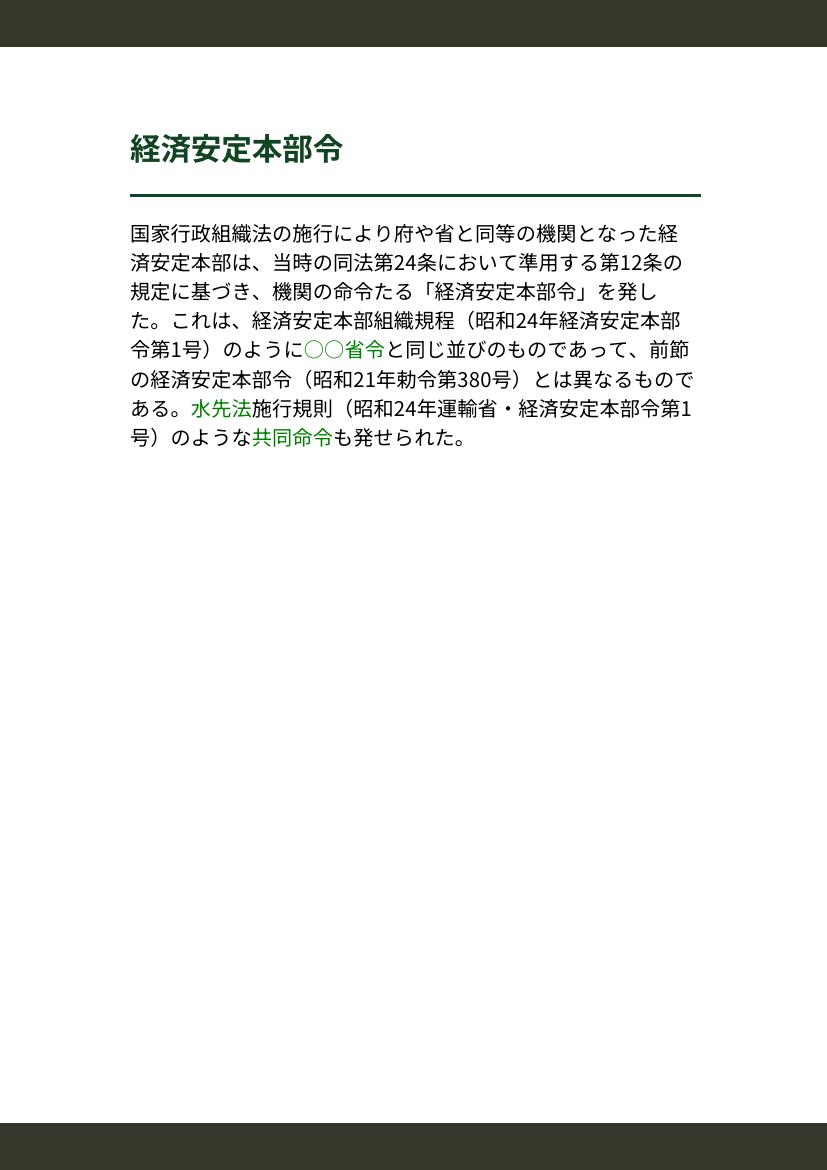 経済安定本部令
国家行政組織法の施行により府や省と同等の機関となった経
済安定本部は、当時の同法第24条において準用する第12条の
規定に基づき、機関の命令たる「経済安定本部令」を発し
た。これは、経済安定本部組織規程（昭和24年経済安定本部
令第1号）のように〇〇省令と同じ並びのものであって、前節
の経済安定本部令（昭和21年勅令第380号）とは異なるもので
ある。水先法施行規則（昭和24年運輸省・経済安定本部令第1
号）のような共同命令も発せられた。